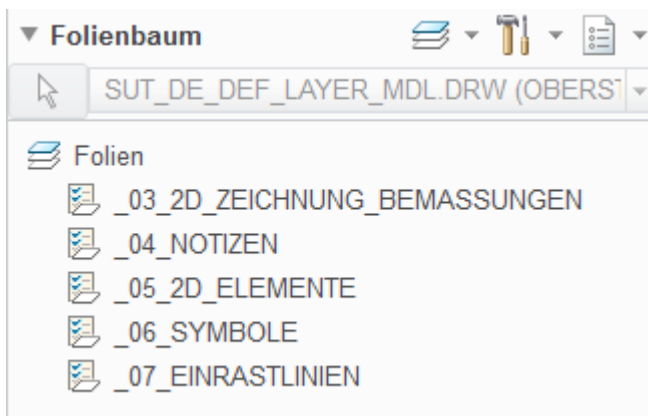 Folienbaum
SUT_DE_DEF_LAYER_MDL.DRW (OBERST
Folien
_03_2D_ZEICHNUNG_BEMASSUNGEN
_04_NOTIZEN
_05_2D_ELEMENTE
_06_SYMBOLE
_07_EINRASTLINIEN